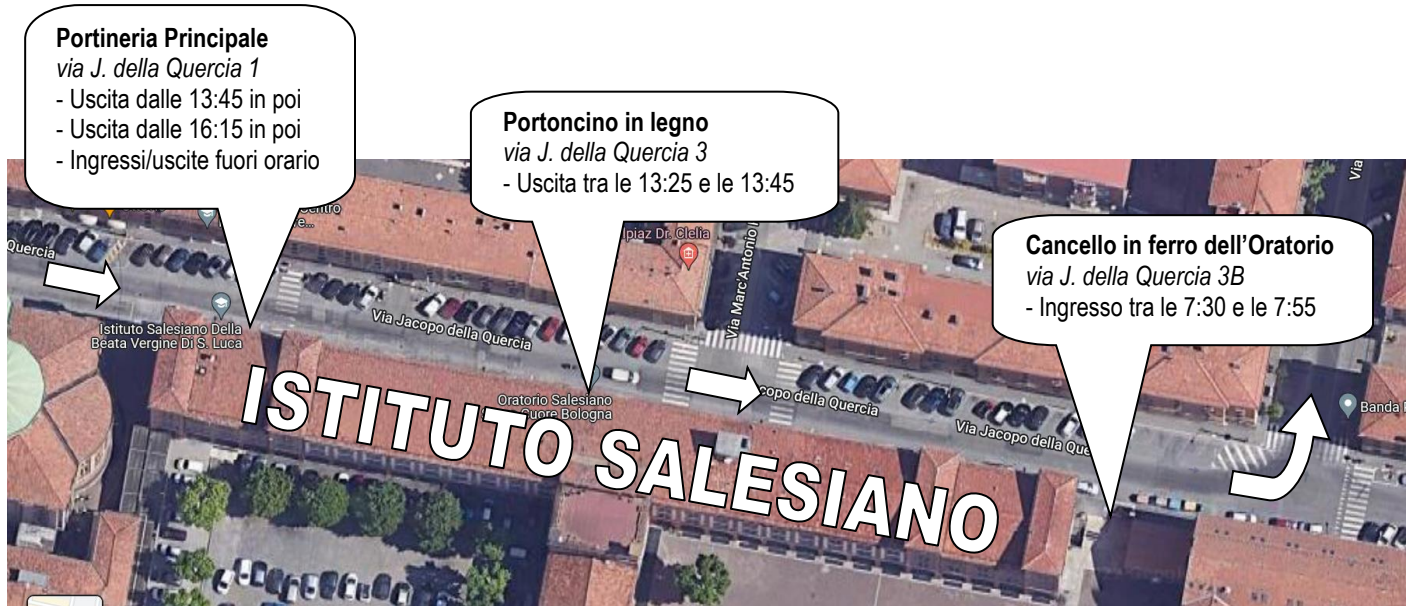 Portineria Principale
via J. della Quercia 1
- Uscita dalle 13:45 in poi
- Uscita dalle 16:15 in poi
- Ingressi/uscite fuori orario
Portoncino in legno
via J. della Quercia 3
- Uscita tra le 13:25 e le 13:45
Cancello in ferro dell’Oratorio
via J. della Quercia 3B
- Ingresso tra le 7:30 e le 7:55
Quercia
Istituto Salesiano Della
Beata Vergine Di S. Luca
Via Jacopo della Quercia
Dr. Clelia
Via Marc'Antonio
Oratorio Salesiano
Cuore Bologna
della Quercia
Via Jacopo della
Via
Banda
ISTITUTO SALESIANO